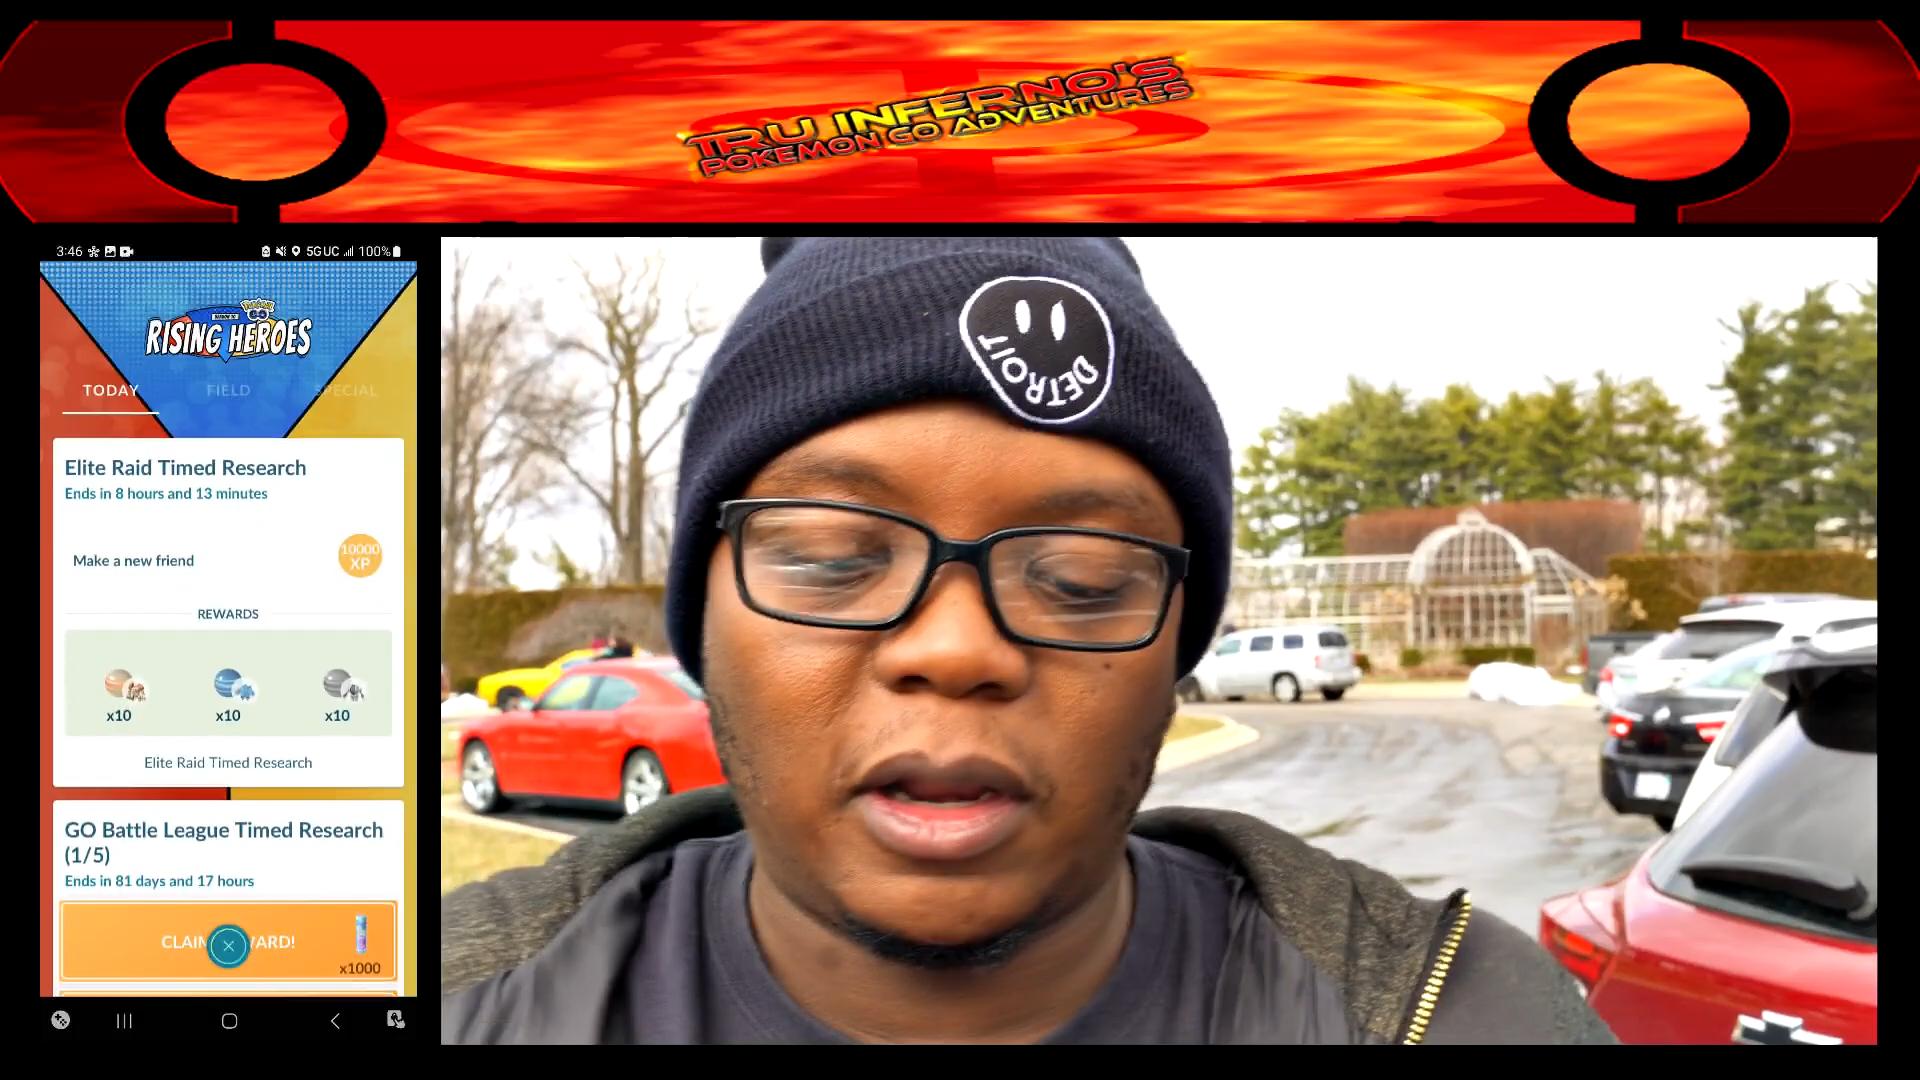 TRU INFERNO'S
POKEMON GO ADVENTURES
3:46
5GUC 100%
POKÉMON
GO
RISING HEROES
TODAY FIELD SPECIAL
Elite Raid Timed Research
Ends in 8 hours and 13 minutes
Make a new friend
10000
XP
REWARDS
x10 x10 x10
Elite Raid Timed Research
GO Battle League Timed Research
(1/5)
Ends in 81 days and 17 hours
x1000
DETROIT